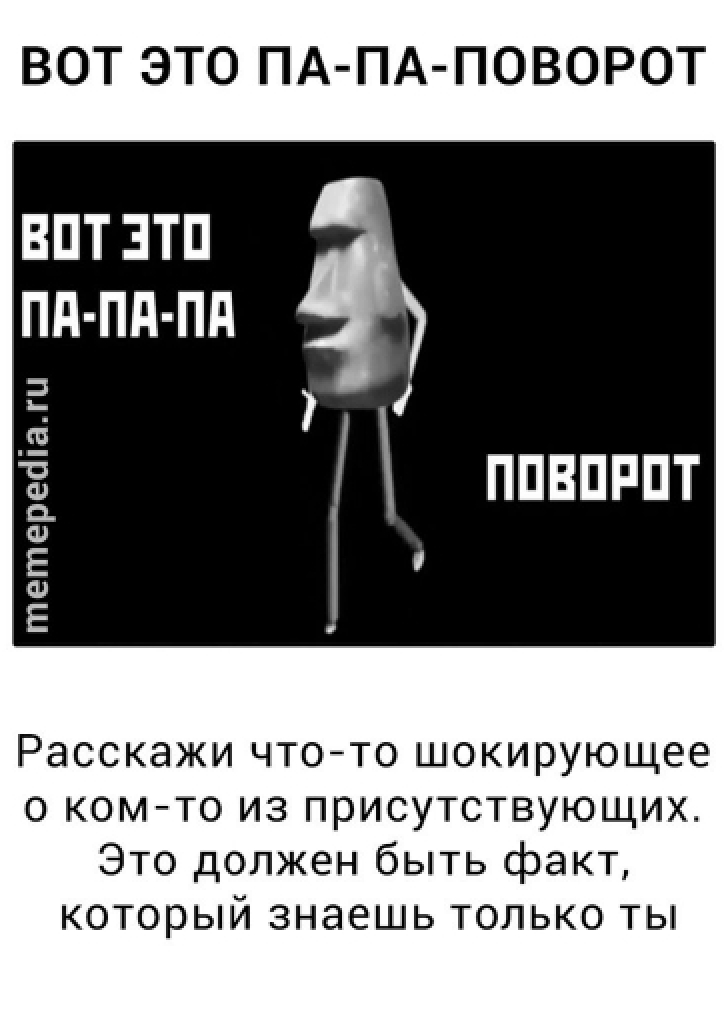 ВОТ ЭТО ПА-ПА-ПОВОРОТ
ВОТ ЭТО
ПА-ПА-ПА
ПОВОРОТ
memepedia.ru
Расскажи что-то шокирующее
о ком-то из присутствующих.
Это должен быть факт,
который знаешь только ты